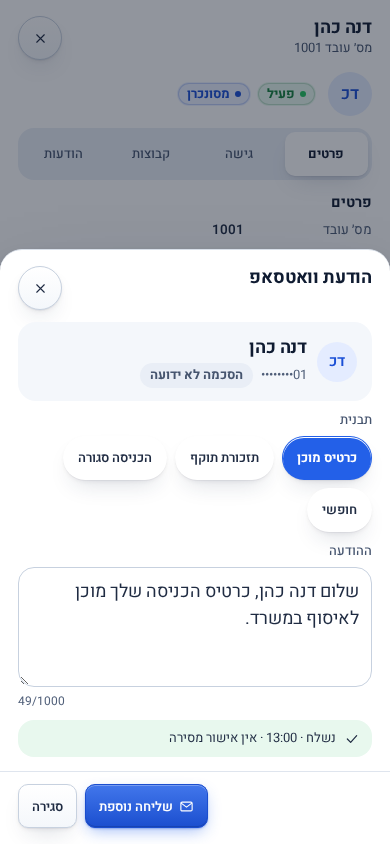 דנה כהן
מס׳ עובד 1001
דכ
פעיל
מסונכרן
פרטים
גישה
קבוצות
הודעות
פרטים
מס׳ עובד 1001
הודעת וואטסאפ
דכ
דנה כהן
••••••••01 הסכמה לא ידועה
תבנית
כרטיס מוכן
תזכורת תוקף
הכניסה סגורה
חופשי
ההודעה
שלום דנה כהן, כרטיס הכניסה שלך מוכן
לאיסוף במשרד.
49/1000
נשלח · 13:00 · אין אישור מסירה
שליחה נוספת
סגירה